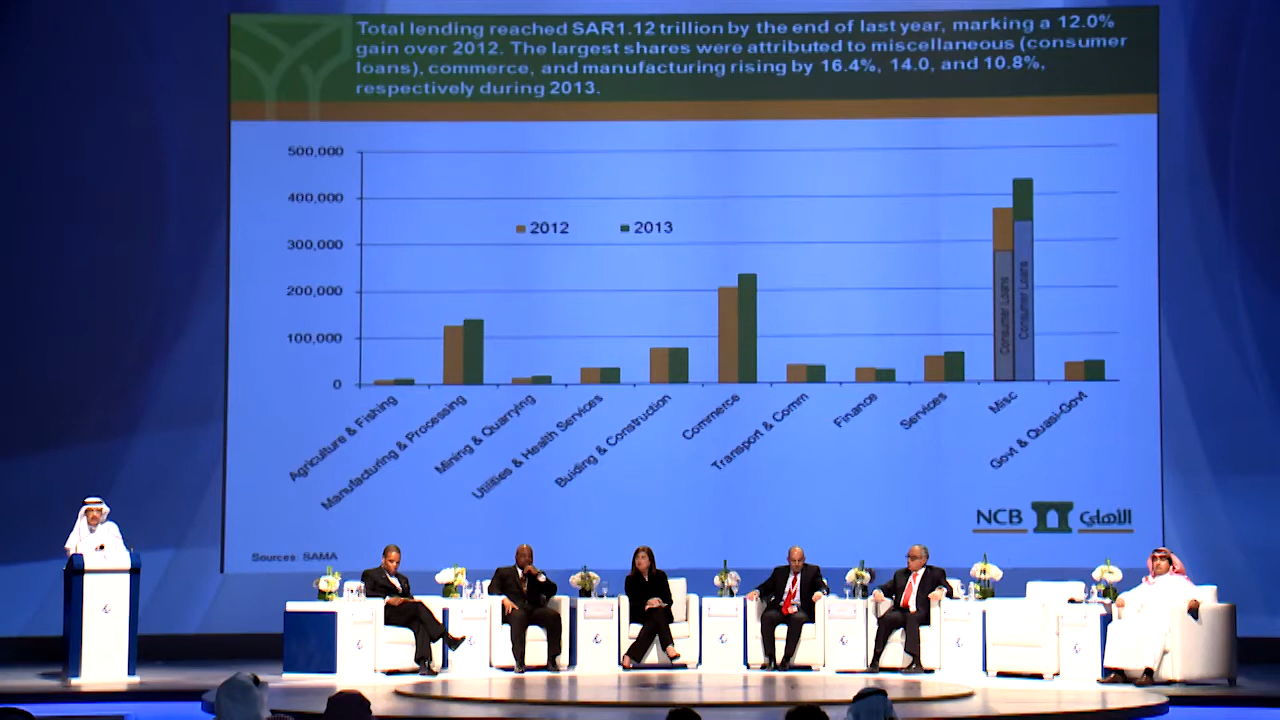 Total lending reached SAR1.12 trillion by the end of last year, marking a 12.0%
gain over 2012. The largest shares were attributed to miscellaneous (consumer
loans), commerce, and manufacturing rising by 16.4%, 14.0, and 10.8%,
respectively during 2013.
500,000
400,000
300,000
200,000
100,000
0
2012
2013
Consumer Loans
Consumer Loans
Agriculture & Fishing
Manufacturing & Processing
Mining & Quarrying
Utilities & Health Services
Buiding & Construction
Commerce
Transport & Comm
Finance
Services
Misc
Govt & Quasi-Govt
NCB
الأهلي
Sources: SAMA